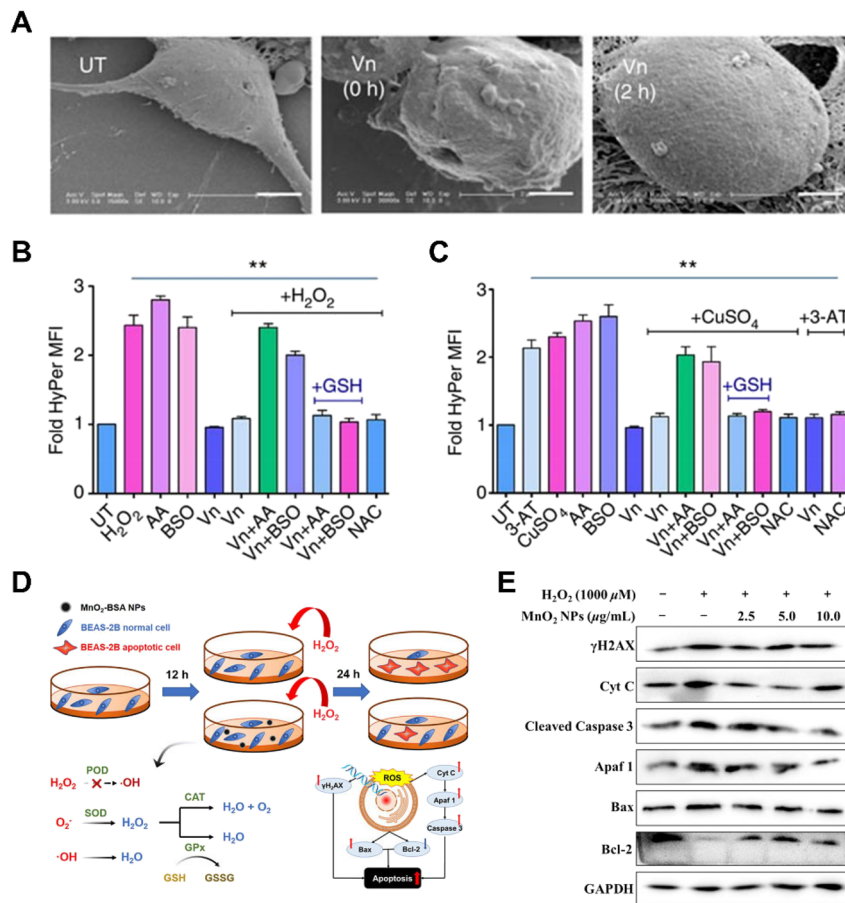 A
UT
Vn
(0 h)
Vn
(2 h)
B
**
+H₂O₂
+GSH
Fold HyPer MFI
3
2
1
0
UT
H₂O₂
AA
BSO
Vn
Vn
Vn+AA
Vn+BSO
Vn+AA
Vn+BSO
NAC
C
**
+CuSO₄
+3-AT
+GSH
Fold HyPer MFI
3
2
1
0
UT
3-AT
CuSO₄
AA
BSO
Vn
Vn
Vn+AA
Vn+BSO
Vn+AA
Vn+BSO
NAC
Vn
NAC
D
MnO₂-BSA NPs
BEAS-2B normal cell
BEAS-2B apoptotic cell
12 h
H₂O₂
24 h
H₂O₂
POD
H₂O₂ ·OH
SOD
O₂·⁻ H₂O₂
CAT
H₂O + O₂
H₂O
GPx
·OH H₂O
GSH GSSG
ROS
γH2AX
Cyt C
Apaf 1
Caspase 3
Bax
Bcl-2
Apoptosis
E
H₂O₂ (1000 μM) − + + + +
MnO₂ NPs (μg/mL) − − 2.5 5.0 10.0
γH2AX
Cyt C
Cleaved Caspase 3
Apaf 1
Bax
Bcl-2
GAPDH